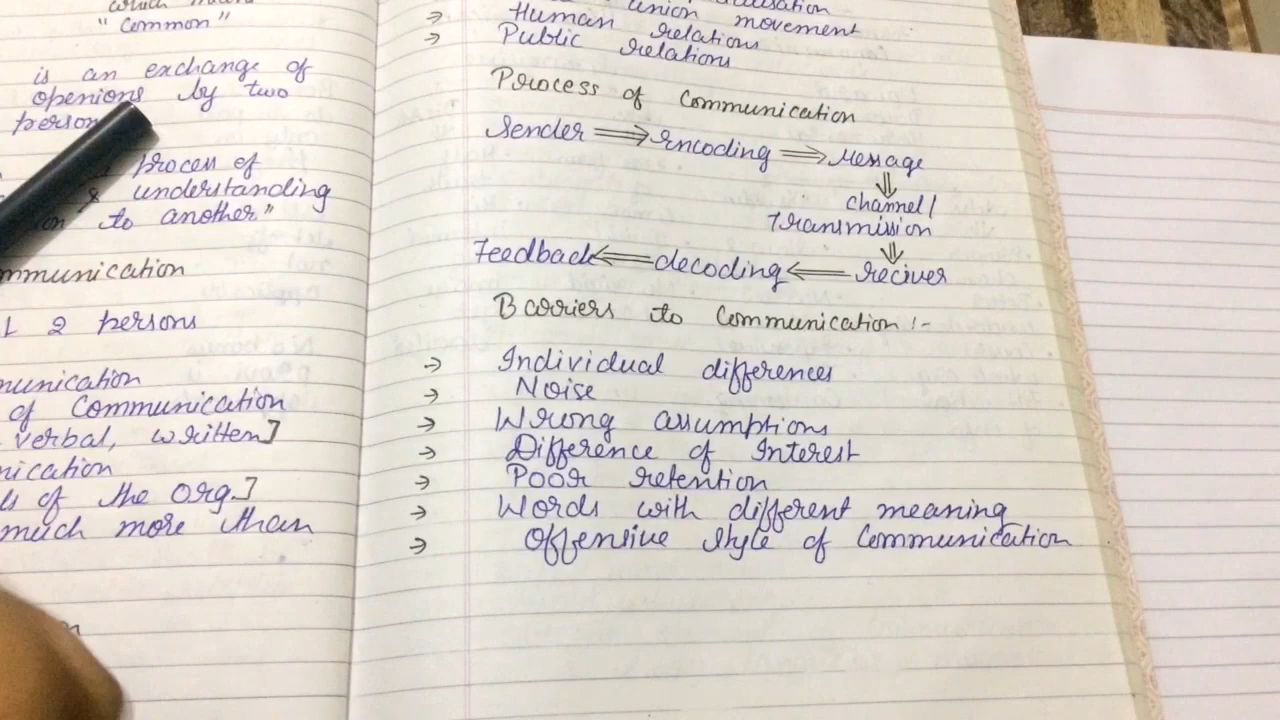 "Common"
is an exchange of
openions by two
person
process of
& understanding
to another"
mmunication
2 persons
munication
of Communication
verbal, written]
nication
of the org.]
much more than
union movement
→ Human relations
→ Public relations
Process of Communication
Sender ⇒ encoding ⇒ Message
⇓
channel/
transmission
⇓
Feedback ⇐ decoding ⇐ reciver
Barriers to Communication :-
→ Individual differences
→ Noise
→ Wrong assumptions
→ Difference of Interest
→ Poor retention
→ Words with different meaning
→ Offensive style of Communication